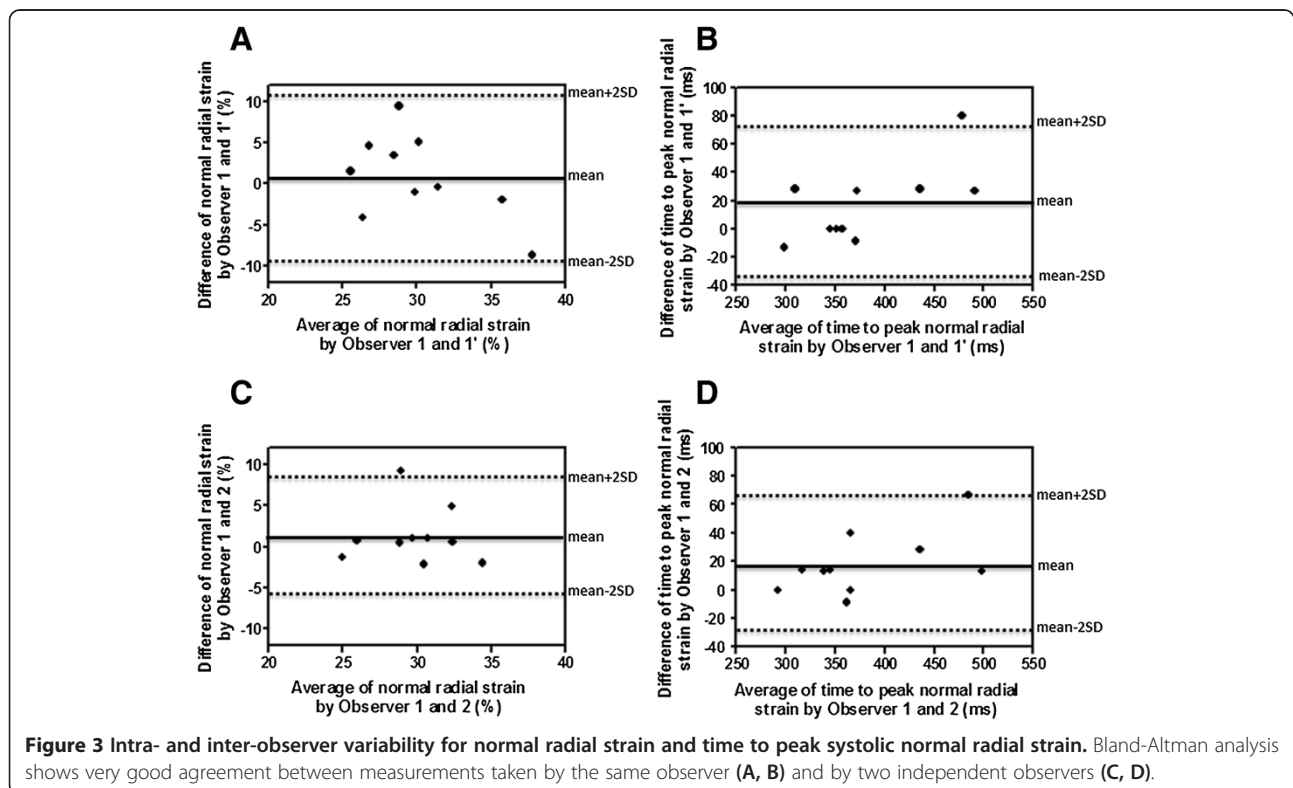 A
Difference of normal radial strain
by Observer 1 and 1' (%)
10
5
0
-5
-10
mean+2SD
mean
mean-2SD
20 25 30 35 40
Average of normal radial strain
by Observer 1 and 1' (%)
B
Difference of time to peak normal radial
strain by Observer 1 and 1' (ms)
100
80
60
40
20
0
-20
-40
mean+2SD
mean
mean-2SD
250 300 350 400 450 500 550
Average of time to peak normal radial
strain by Observer 1 and 1' (ms)
C
Difference of normal radial strain
by Observer 1 and 2 (%)
10
5
0
-5
-10
mean+2SD
mean
mean-2SD
20 25 30 35 40
Average of normal radial strain
by Observer 1 and 2 (%)
D
Difference of time to peak normal radial
strain by Observer 1 and 2 (ms)
100
80
60
40
20
0
-20
-40
mean+2SD
mean
mean-2SD
250 300 350 400 450 500 550
Average of time to peak normal radial
strain by Observer 1 and 2 (ms)
Figure 3 Intra- and inter-observer variability for normal radial strain and time to peak systolic normal radial strain. Bland-Altman analysis
shows very good agreement between measurements taken by the same observer (A, B) and by two independent observers (C, D).